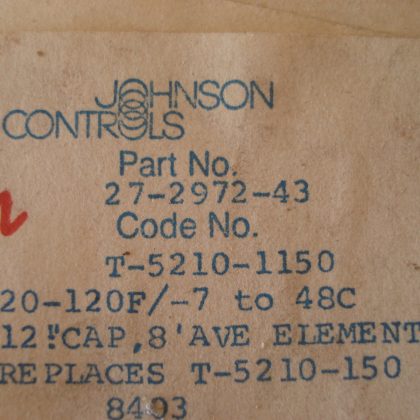 JOHNSON
CONTROLS
Part No.
27-2972-43
Code No.
T-5210-1150
20-120F/-7 to 48C
12"CAP,8'AVE ELEMENT
REPLACES T-5210-150
8493